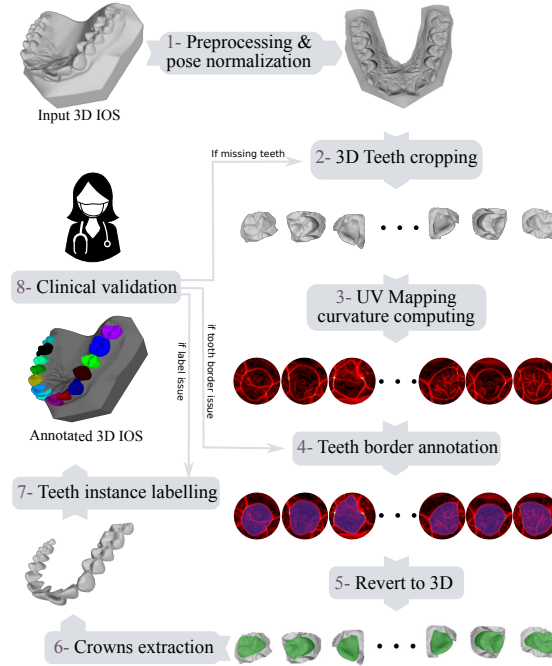 1- Preprocessing &
pose normalization
Input 3D IOS
If missing teeth
2- 3D Teeth cropping
8- Clinical validation
3- UV Mapping
curvature computing
if label issue
if tooth border issue
Annotated 3D IOS
4- Teeth border annotation
7- Teeth instance labelling
5- Revert to 3D
6- Crowns extraction